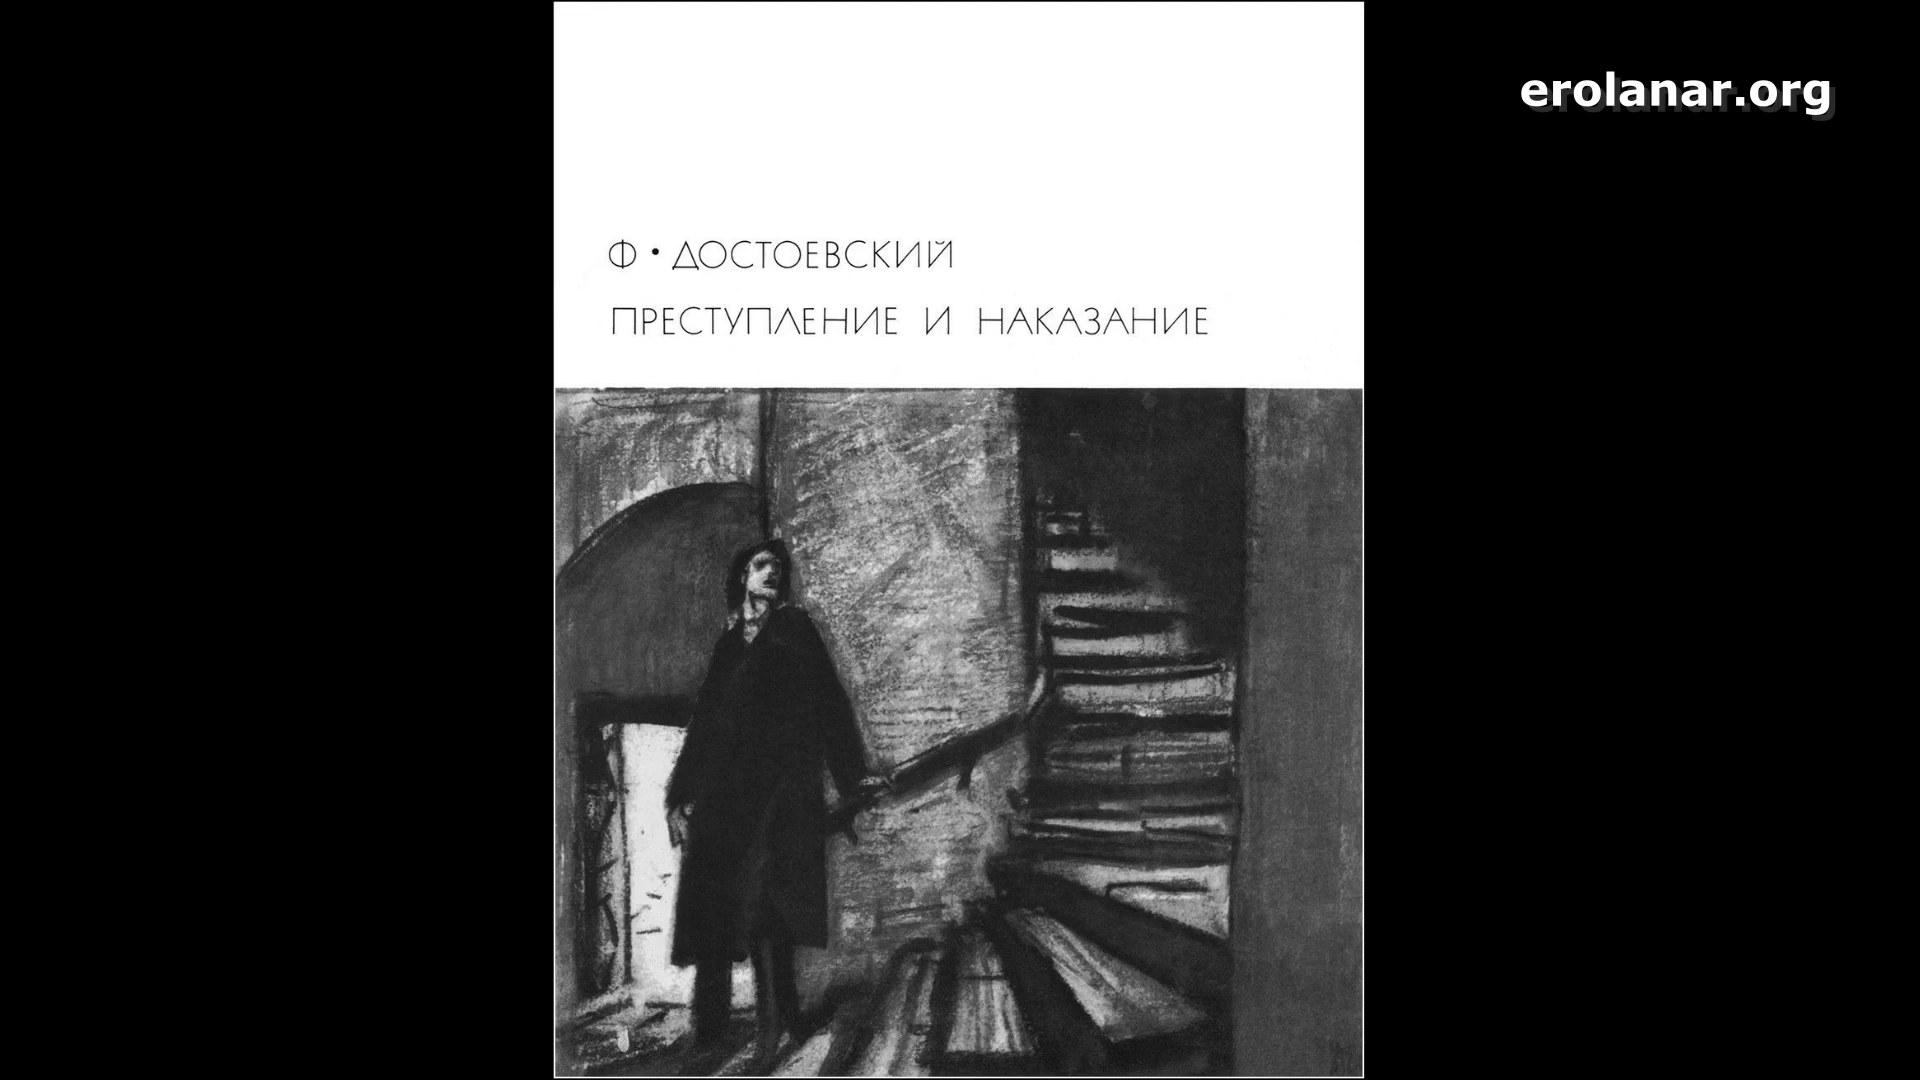 erolanar.org
Ф • ДОСТОЕВСКИЙ
ПРЕСТУПЛЕНИЕ И НАКАЗАНИЕ